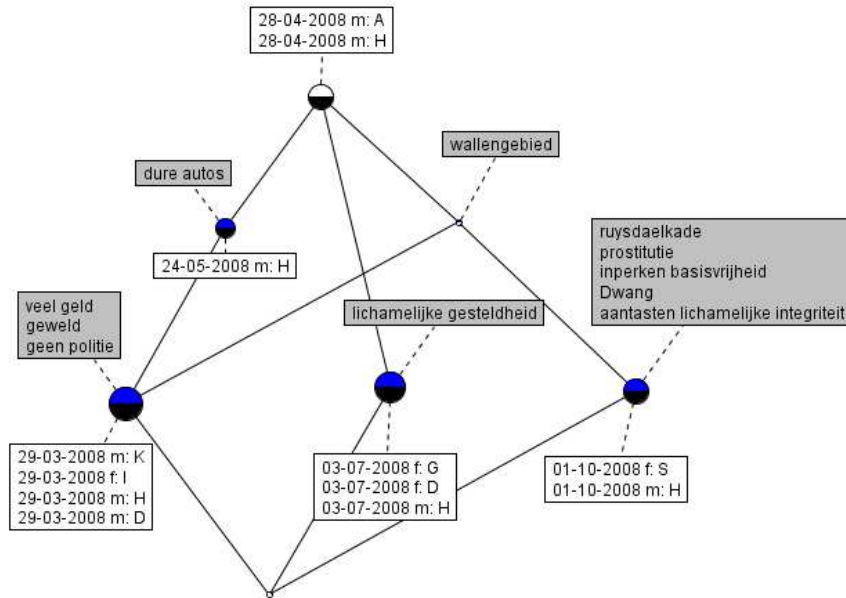 28-04-2008 m: A
28-04-2008 m: H
wallengebied
dure autos
24-05-2008 m: H
ruysdaelkade
prostitutie
inperken basisvrijheid
Dwang
aantasten lichamelijke integriteit
veel geld
geweld
geen politie
lichamelijke gesteldheid
29-03-2008 m: K
29-03-2008 f: I
29-03-2008 m: H
29-03-2008 m: D
03-07-2008 f: G
03-07-2008 f: D
03-07-2008 m: H
01-10-2008 f: S
01-10-2008 m: H